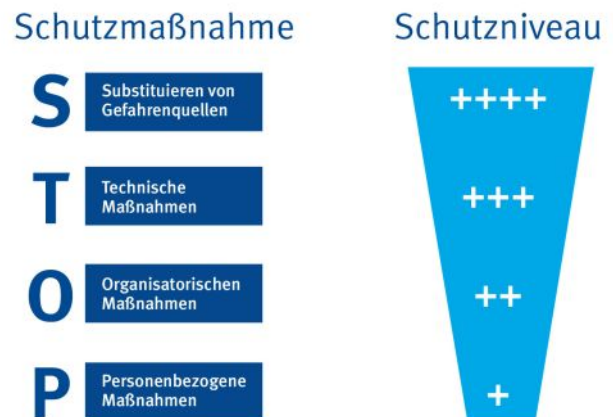 Schutzmaßnahme
Schutzniveau
S
Substituieren von
Gefahrenquellen
++++
T
Technische
Maßnahmen
+++
O
Organisatorischen
Maßnahmen
++
P
Personenbezogene
Maßnahmen
+